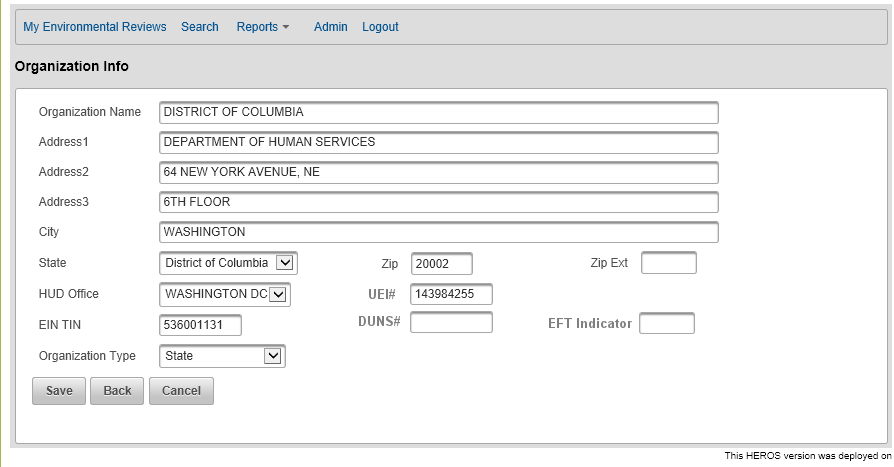 My Environmental Reviews Search Reports Admin Logout
Organization Info
Organization Name DISTRICT OF COLUMBIA
Address1 DEPARTMENT OF HUMAN SERVICES
Address2 64 NEW YORK AVENUE, NE
Address3 6TH FLOOR
City WASHINGTON
State District of Columbia Zip 20002 Zip Ext
HUD Office WASHINGTON DC UEI# 143984255
EIN TIN 536001131 DUNS# EFT Indicator
Organization Type State
Save Back Cancel
This HEROS version was deployed on